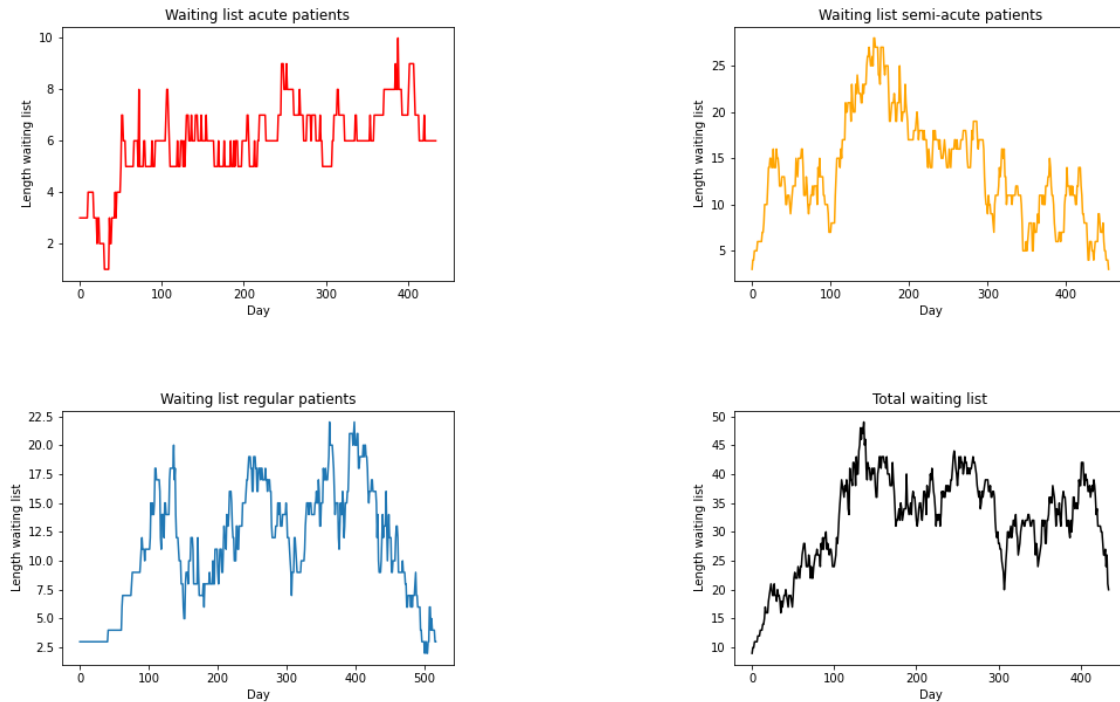 Waiting list acute patients
Length waiting list
10
8
6
4
2
0 100 200 300 400
Day
Waiting list semi-acute patients
Length waiting list
25
20
15
10
5
0 100 200 300 400
Day
Waiting list regular patients
Length waiting list
22.5
20.0
17.5
15.0
12.5
10.0
7.5
5.0
2.5
0 100 200 300 400 500
Day
Total waiting list
Length waiting list
50
45
40
35
30
25
20
15
10
0 100 200 300 400
Day